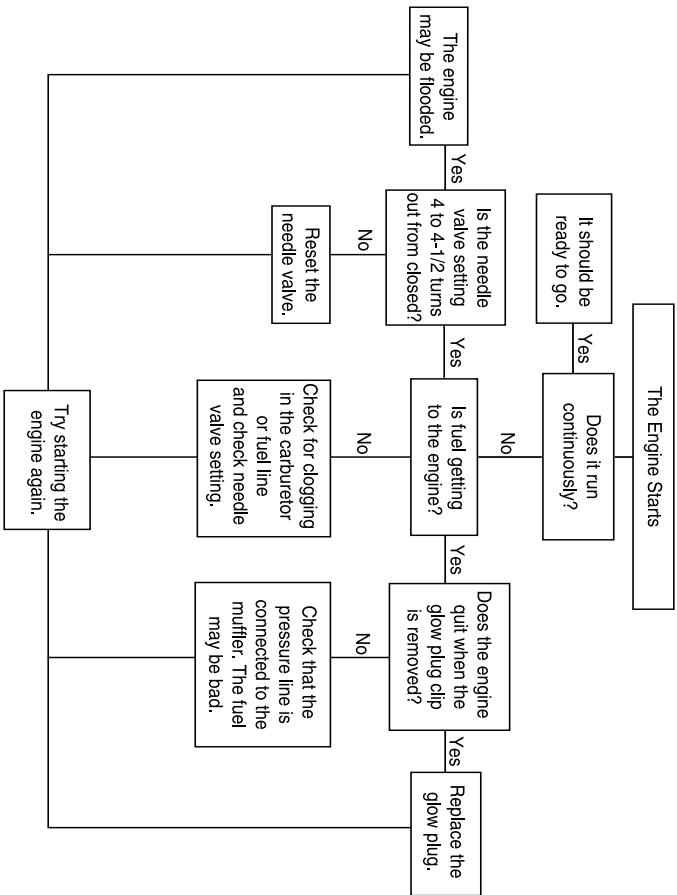 The Engine Starts
It should be
ready to go.
Yes
Does it run
continuously?
No
The engine
may be flooded.
Yes
Is the needle
valve setting
4 to 4-1/2 turns
out from closed?
Yes
Is fuel getting
to the engine?
Yes
Does the engine
quit when the
glow plug clip
is removed?
Yes
Replace the
glow plug.
No
No
No
Reset the
needle valve.
Check for clogging
in the carburetor
or fuel line
and check needle
valve setting.
Check that the
pressure line is
connected to the
muffler. The fuel
may be bad.
Try starting the
engine again.